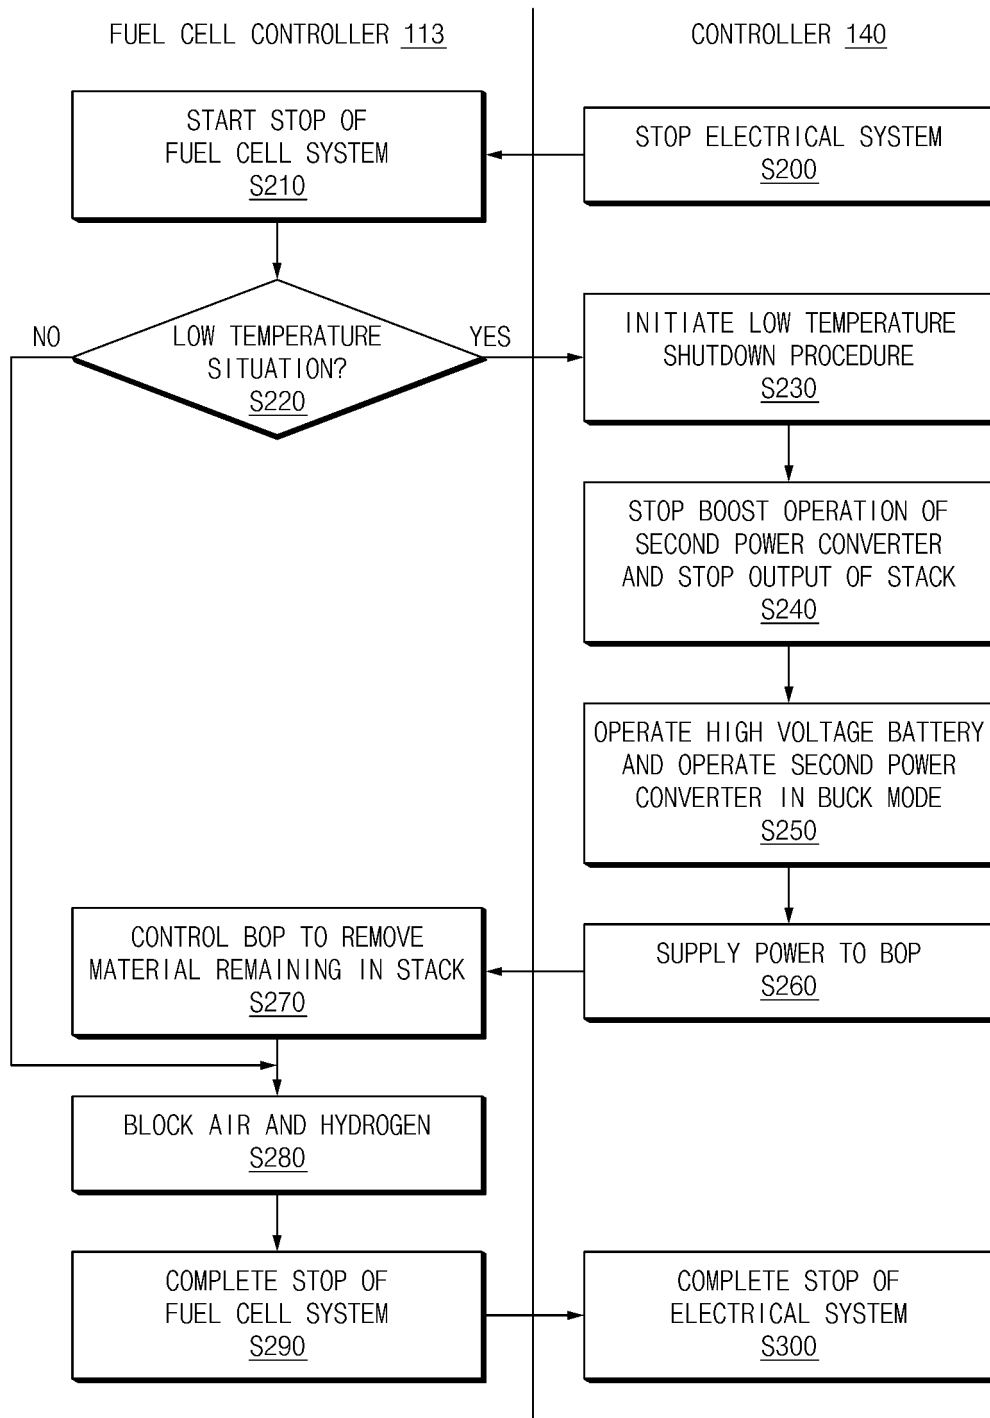 FUEL CELL CONTROLLER 113
CONTROLLER 140
START STOP OF
FUEL CELL SYSTEM
S210
STOP ELECTRICAL SYSTEM
S200
NO
LOW TEMPERATURE
SITUATION?
S220
YES
INITIATE LOW TEMPERATURE
SHUTDOWN PROCEDURE
S230
STOP BOOST OPERATION OF
SECOND POWER CONVERTER
AND STOP OUTPUT OF STACK
S240
OPERATE HIGH VOLTAGE BATTERY
AND OPERATE SECOND POWER
CONVERTER IN BUCK MODE
S250
SUPPLY POWER TO BOP
S260
CONTROL BOP TO REMOVE
MATERIAL REMAINING IN STACK
S270
BLOCK AIR AND HYDROGEN
S280
COMPLETE STOP OF
FUEL CELL SYSTEM
S290
COMPLETE STOP OF
ELECTRICAL SYSTEM
S300